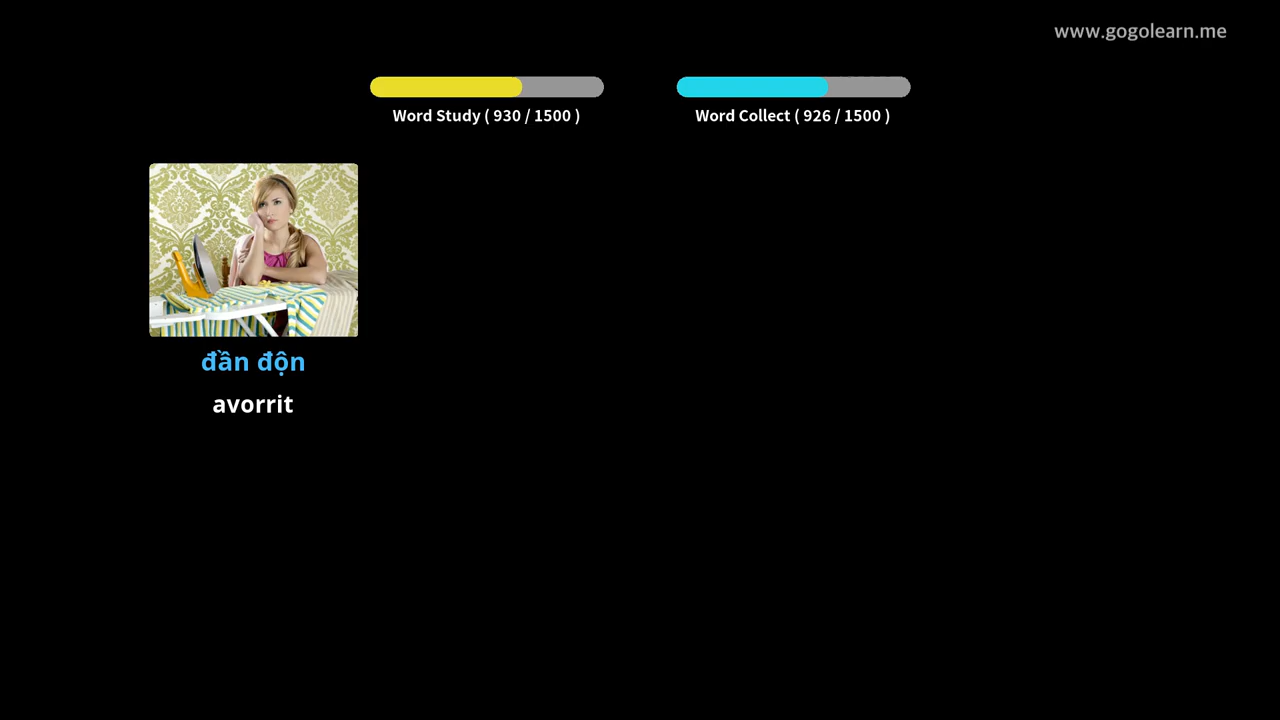 www.gogolearn.me
Word Study ( 930 / 1500 )
Word Collect ( 926 / 1500 )
đần độn
avorrit